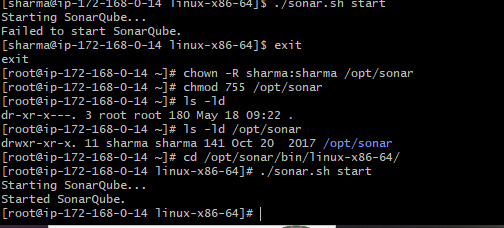 [sharma@ip-172-168-0-14 linux-x86-64]$ ./sonar.sh start
Starting SonarQube...
Failed to start SonarQube.
[sharma@ip-172-168-0-14 linux-x86-64]$ exit
exit
[root@ip-172-168-0-14 ~]# chown -R sharma:sharma /opt/sonar
[root@ip-172-168-0-14 ~]# chmod 755 /opt/sonar
[root@ip-172-168-0-14 ~]# ls -ld
dr-xr-x---. 3 root root 180 May 18 09:22 .
[root@ip-172-168-0-14 ~]# ls -ld /opt/sonar
drwxr-xr-x. 11 sharma sharma 141 Oct 20  2017 /opt/sonar
[root@ip-172-168-0-14 ~]# cd /opt/sonar/bin/linux-x86-64/
[root@ip-172-168-0-14 linux-x86-64]# ./sonar.sh start
Starting SonarQube...
Started SonarQube.
[root@ip-172-168-0-14 linux-x86-64]#